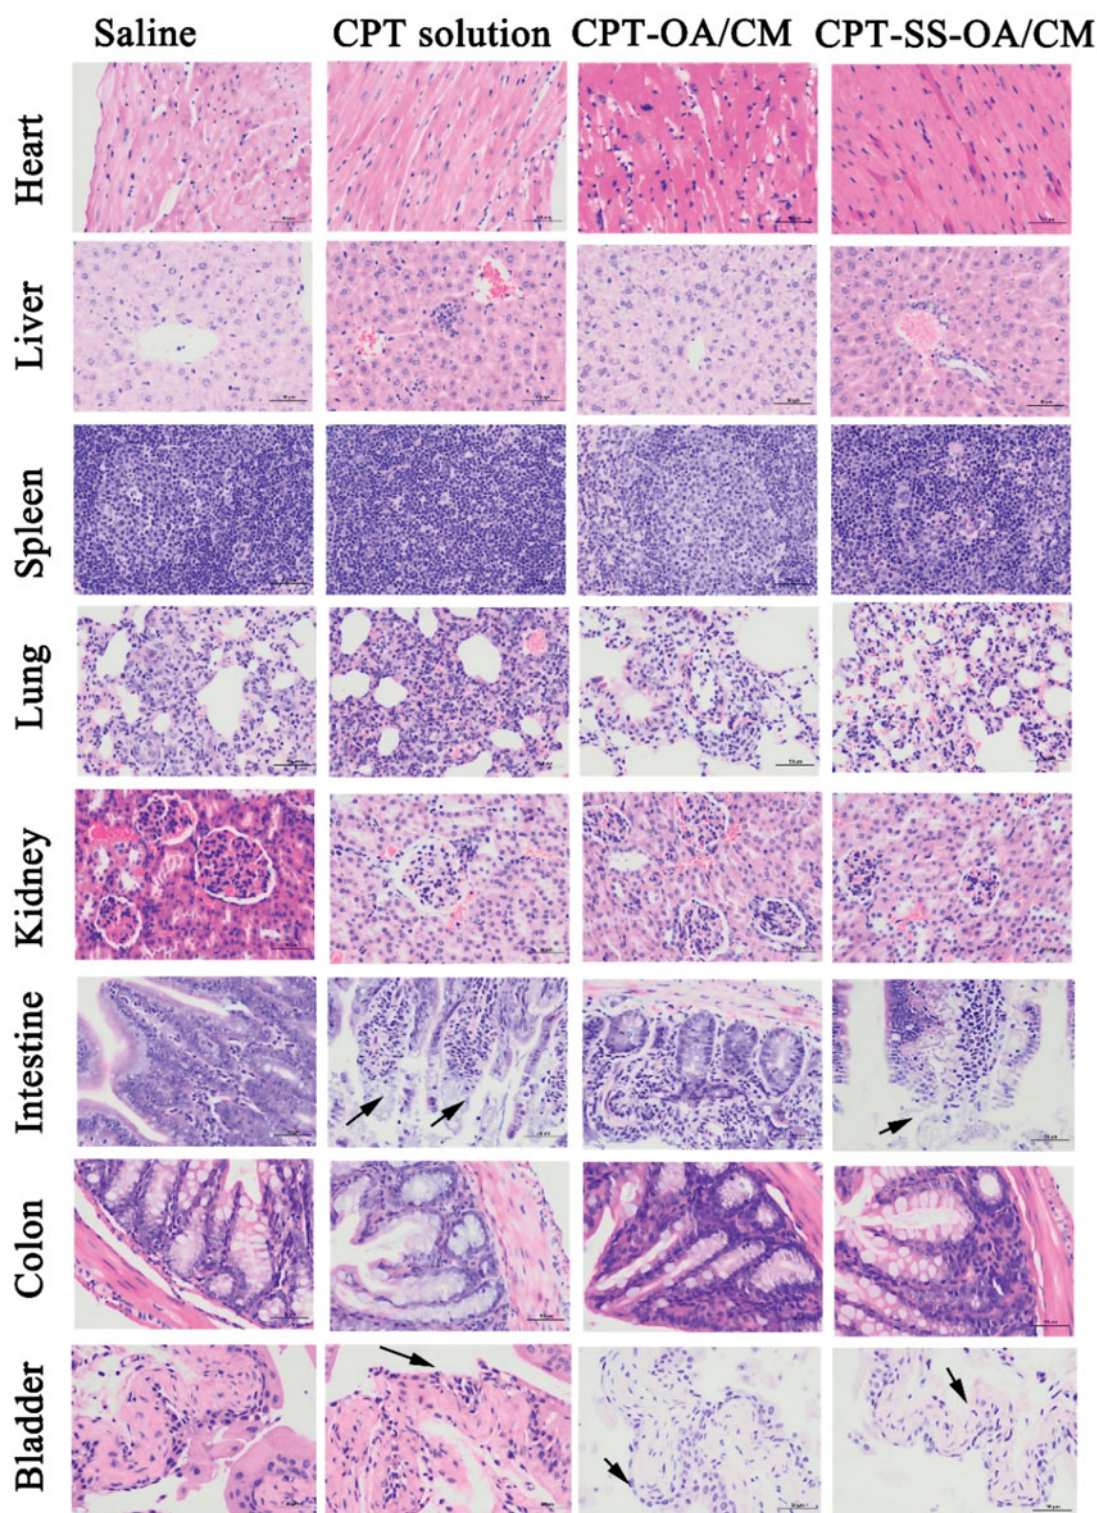 Saline CPT solution CPT-OA/CM CPT-SS-OA/CM
Heart
Liver
Spleen
Lung
Kidney
Intestine
Colon
Bladder